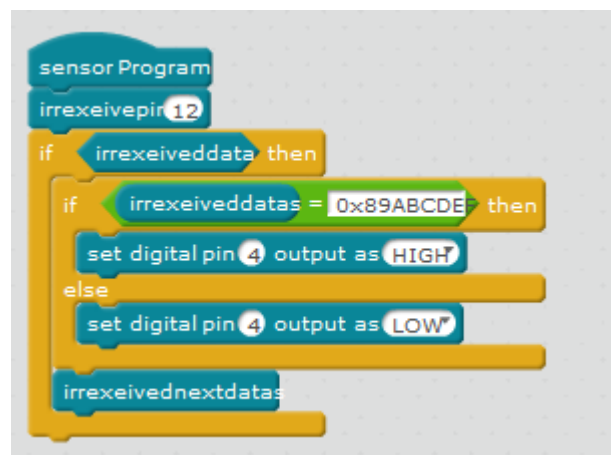 sensor Program
irrexeivepin 12
if irrexeiveddata then
if irrexeiveddatas = 0x89ABCDEF then
set digital pin 4 output as HIGH
else
set digital pin 4 output as LOW
irrexeivednextdatas